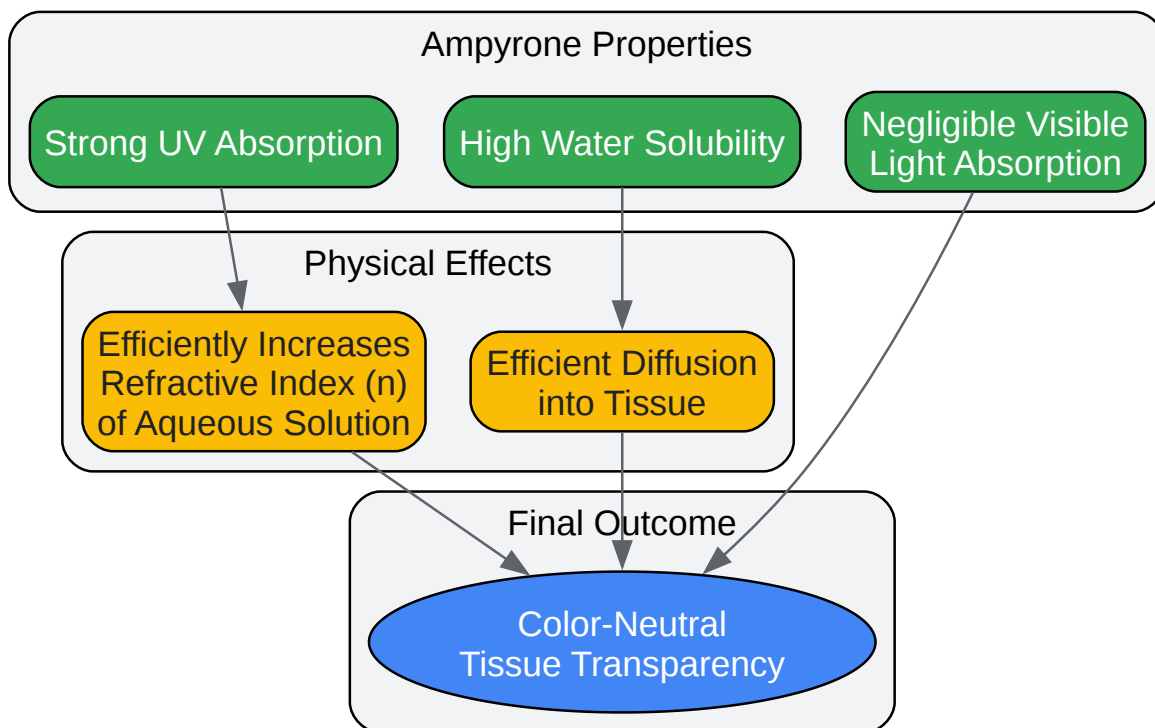 Ampyrone Properties
Strong UV Absorption
High Water Solubility
Negligible Visible
Light Absorption
Physical Effects
Efficiently Increases
Refractive Index (n)
of Aqueous Solution
Efficient Diffusion
into Tissue
Final Outcome
Color-Neutral
Tissue Transparency